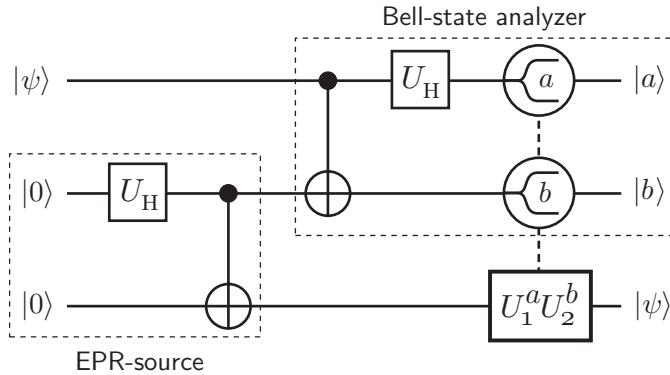 Bell-state analyzer
|ψ⟩ U_H a |a⟩
|0⟩ U_H b |b⟩
|0⟩ U_1^a U_2^b |ψ⟩
EPR-source